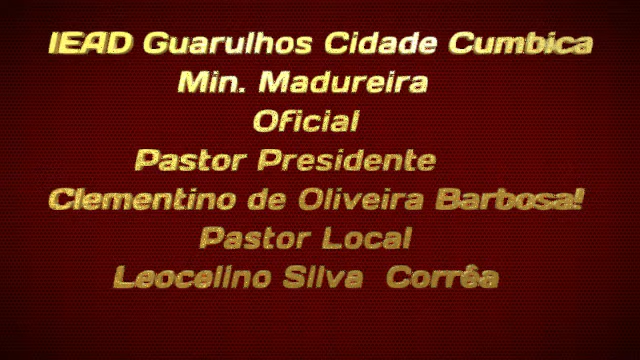 IEAD Guarulhos Cidade Cumbica
Min. Madureira
Oficial
Pastor Presidente
Clementino de Oliveira Barbosa!
Pastor Local
Leocelino Silva Corrêa